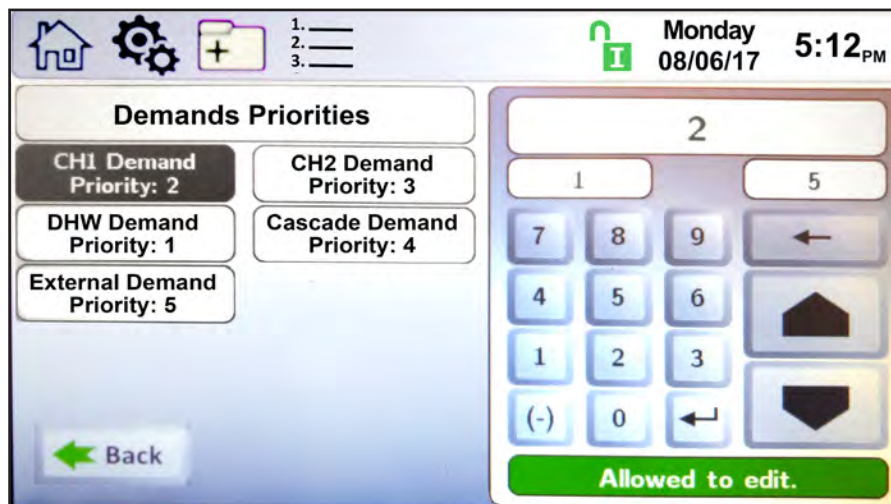 1.
2.
3.
Monday
08/06/17
5:12 PM
I
Demands Priorities
CH1 Demand
Priority: 2
CH2 Demand
Priority: 3
DHW Demand
Priority: 1
Cascade Demand
Priority: 4
External Demand
Priority: 5
Back
2
1 5
7 8 9
4 5 6
1 2 3
(-) 0
Allowed to edit.